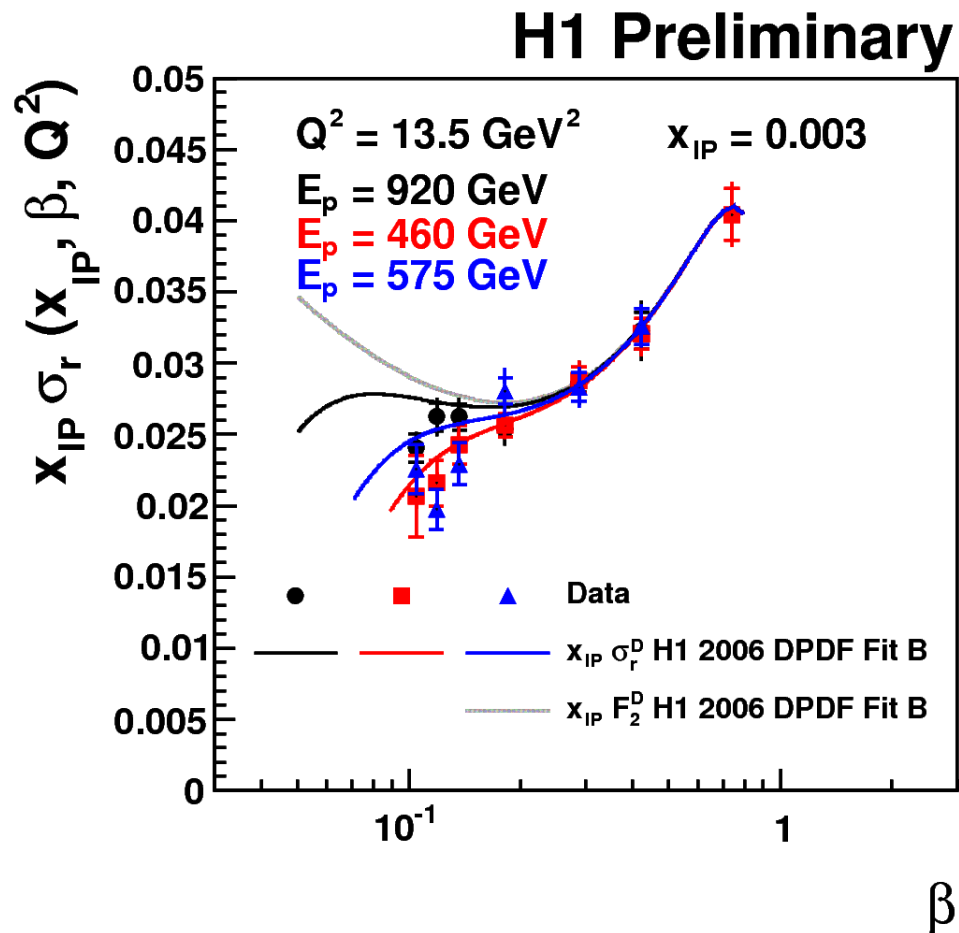 H1 Preliminary
x_IP σ_r (x_IP, β, Q²)
0.05
0.045
0.04
0.035
0.03
0.025
0.02
0.015
0.01
0.005
0
Q² = 13.5 GeV²
x_IP = 0.003
E_p = 920 GeV
E_p = 460 GeV
E_p = 575 GeV
Data
x_IP σ_r^D H1 2006 DPDF Fit B
x_IP F_2^D H1 2006 DPDF Fit B
10⁻¹
1
β